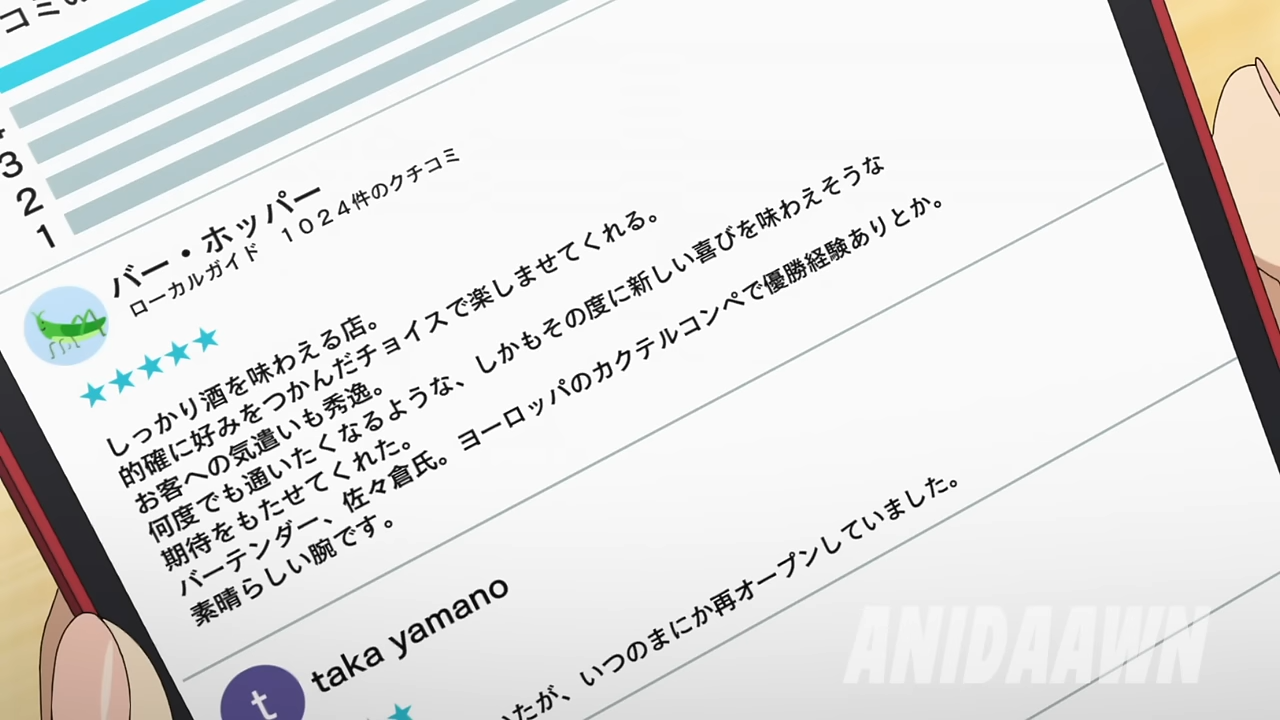 コミ
3
2
1
バー・ホッパー
ローカルガイド　１０２４件のクチコミ
しっかり酒を味わえる店。
的確に好みをつかんだチョイスで楽しませてくれる。
お客への気遣いも秀逸。
何度でも通いたくなるような、しかもその度に新しい喜びを味わえそうな
期待をもたせてくれた。
バーテンダー、佐々倉氏。ヨーロッパのカクテルコンペで優勝経験ありとか。
素晴らしい腕です。
t
taka yamano
たが、いつのまにか再オープンしていました。
ANIDAAWN